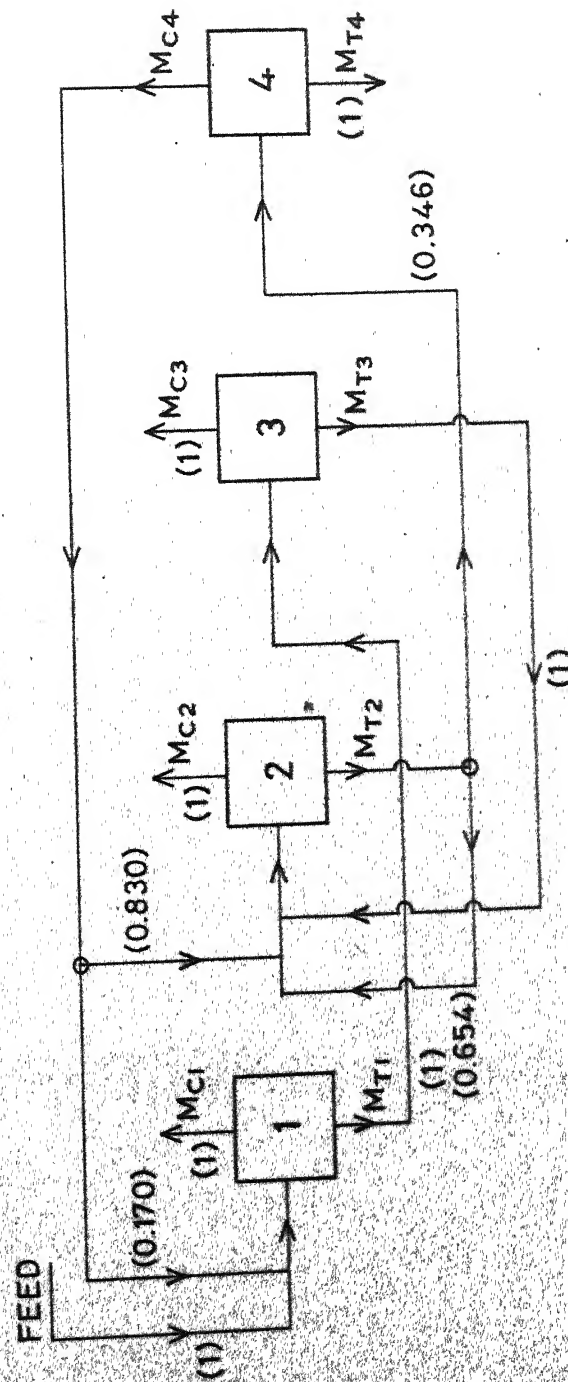 FEED
(1)
(0.170)
(1)
M_C1
1
M_T1
(1)
(0.654)
(0.830)
(1)
M_C2
2
M_T2
(1)
(1)
M_C3
3
M_T3
(0.346)
M_C4
4
(1)
M_T4